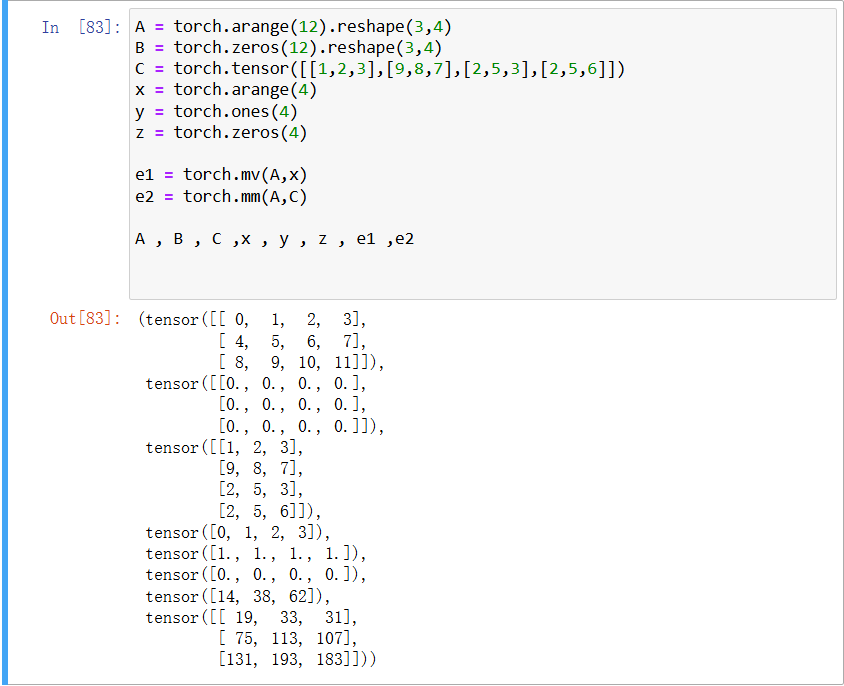 In [83]: A = torch.arange(12).reshape(3,4)
B = torch.zeros(12).reshape(3,4)
C = torch.tensor([[1,2,3],[9,8,7],[2,5,3],[2,5,6]])
x = torch.arange(4)
y = torch.ones(4)
z = torch.zeros(4)
e1 = torch.mv(A,x)
e2 = torch.mm(A,C)
A , B , C ,x , y , z , e1 ,e2
Out[83]: (tensor([[ 0,  1,  2,  3],
[ 4,  5,  6,  7],
[ 8,  9, 10, 11]]),
tensor([[0., 0., 0., 0.],
[0., 0., 0., 0.],
[0., 0., 0., 0.]]),
tensor([[1, 2, 3],
[9, 8, 7],
[2, 5, 3],
[2, 5, 6]]),
tensor([0, 1, 2, 3]),
tensor([1., 1., 1., 1.]),
tensor([0., 0., 0., 0.]),
tensor([14, 38, 62]),
tensor([[ 19,  33,  31],
[ 75, 113, 107],
[131, 193, 183]]))